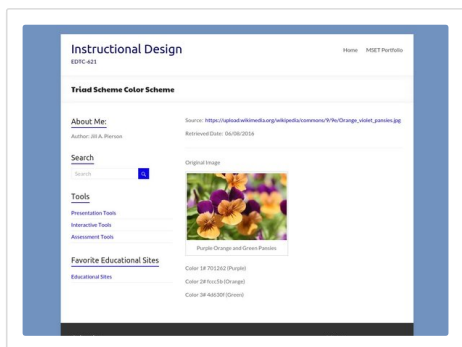 Instructional Design
EDTC-621
Home MSET Portfolio
Triad Scheme Color Scheme
About Me:
Author: Jill A. Pierson
Search
Search
Tools
Presentation Tools
Interactive Tools
Assessment Tools
Favorite Educational Sites
Educational Sites
Source: https://upload.wikimedia.org/wikipedia/commons/9/9e/Orange_violet_pansies.jpg
Retrieved Date: 06/08/2016
Original Image
Purple Orange and Green Pansies
Color 1# 701262 (Purple)
Color 2# fccc56 (Orange)
Color 3# 4d630f (Green)